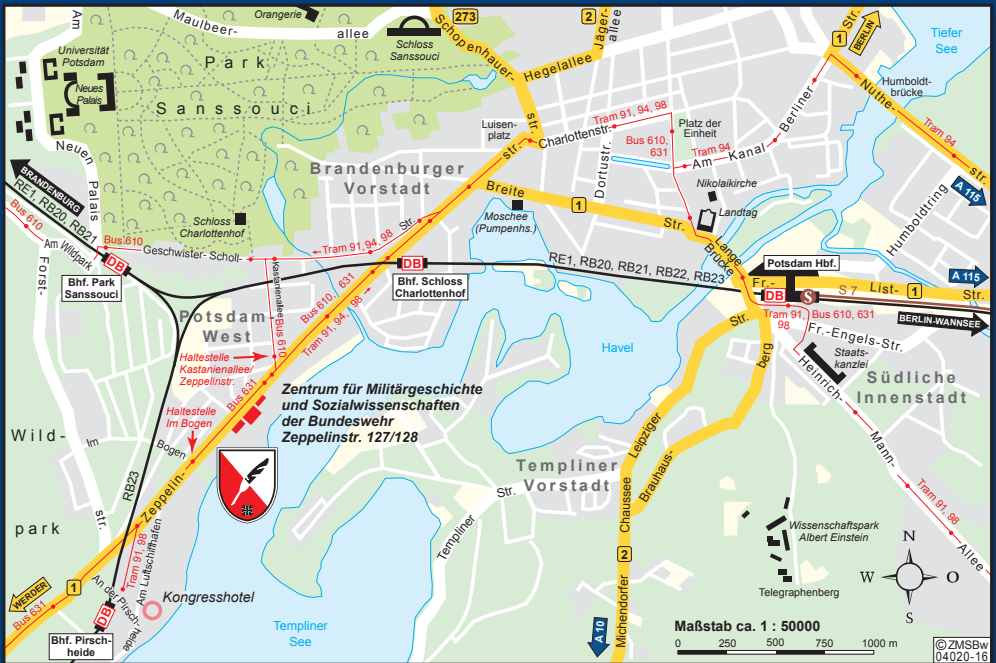 Am
Maulbeer-
allee
Orangerie
273
Schopenhauer-
str.
2
Jäger-
allee
1
Str.
BERLIN
Tiefer
See
Universität
Potsdam
Neues
Palais
Park
Sanssouci
Schloss
Sanssouci
Hegelallee
Humboldt-
brücke
Nuthe-
str.
Tram 94
Luisen-
platz
Charlottenstr.
Tram 91, 94, 98
Platz der
Einheit
Berliner
Neuen
Palais
Brandenburger
Vorstadt
str.
Bus 610,
631
Tram 94
Am Kanal
Dortustr.
A 115
BRANDENBURG
RE1, RB20, RB21
Breite
1
Str.
Nikolaikirche
Landtag
Humboldtring
Schloss
Charlottenhof
Moschee
(Pumpenhs.)
Bus 610
Am Wildpark
Bus 610
Geschwister- Scholl-
Str.
Tram 91, 94, 98
Lange
Brücke
Forst-
DB
Bhf. Park
Sanssouci
Kastanienallee
Bus 610
DB
Bhf. Schloss
Charlottenhof
RE1, RB20, RB21, RB22, RB23
Potsdam Hbf.
A 115
Fr.-
DB
S
S 7
List-
1
Str.
Bus 610, 631
Tram 91, 94, 98
Potsdam-
West
Tram 91,
98
Bus 610, 631
BERLIN-WANNSEE
Fr.-Engels-Str.
Str.
berg
Haltestelle
Kastanienallee/
Zeppelinstr.
Havel
Staats-
kanzlei
Heinrich-
Südliche
Innenstadt
Bus 631
Zentrum für Militärgeschichte
und Sozialwissenschaften
der Bundeswehr
Zeppelinstr. 127/128
Haltestelle
Im Bogen
Leipziger
Mann-
Wild-
Im
Bogen
Templiner
Vorstadt
Brauhaus-
RB23
Zeppelin-
Str.
Chaussee
Tram 91, 98
park
str.
Templiner
Wissenschaftspark
Albert Einstein
Allee
Tram 91, 98
Am Luftschiffhafen
2
N
W
O
S
WERDER
1
An der Pirsch-
heide
Kongresshotel
Telegraphenberg
Bus 631
DB
Bhf. Pirsch-
heide
Templiner
See
A 10
Michendorfer
Maßstab ca. 1 : 50000
0 250 500 750 1000 m
©ZMSBw
04020-16